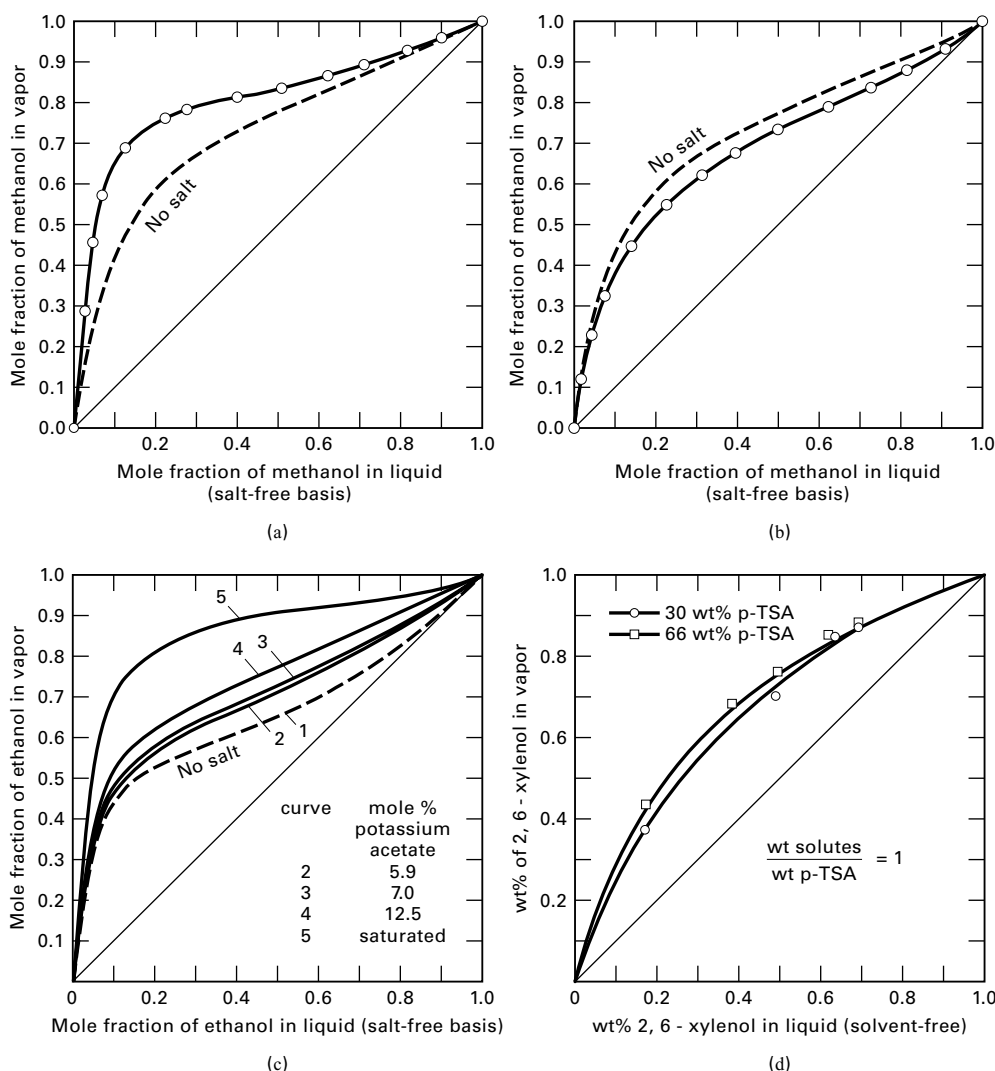 1.0
0.9
0.8
0.7
0.6
0.5
0.4
0.3
0.2
0.1
0.0
0.2
0.4
0.6
0.8
1.0
Mole fraction of methanol in vapor
No salt
Mole fraction of methanol in liquid
(salt-free basis)
(a)
1.0
0.9
0.8
0.7
0.6
0.5
0.4
0.3
0.2
0.1
0.0
0.2
0.4
0.6
0.8
1.0
Mole fraction of methanol in vapor
No salt
Mole fraction of methanol in liquid
(salt-free basis)
(b)
1.0
0.9
0.8
0.7
0.6
0.5
0.4
0.3
0.2
0.1
0
0.2
0.4
0.6
0.8
1.0
Mole fraction of ethanol in vapor
5
4
3
2
1
No salt
curve mole %
potassium
acetate
2 5.9
3 7.0
4 12.5
5 saturated
Mole fraction of ethanol in liquid (salt-free basis)
(c)
1.0
0.8
0.6
0.4
0.2
0
0.2
0.4
0.6
0.8
1.0
wt% of 2, 6 - xylenol in vapor
30 wt% p-TSA
66 wt% p-TSA
wt solutes
wt p-TSA
= 1
wt% 2, 6 - xylenol in liquid (solvent-free)
(d)